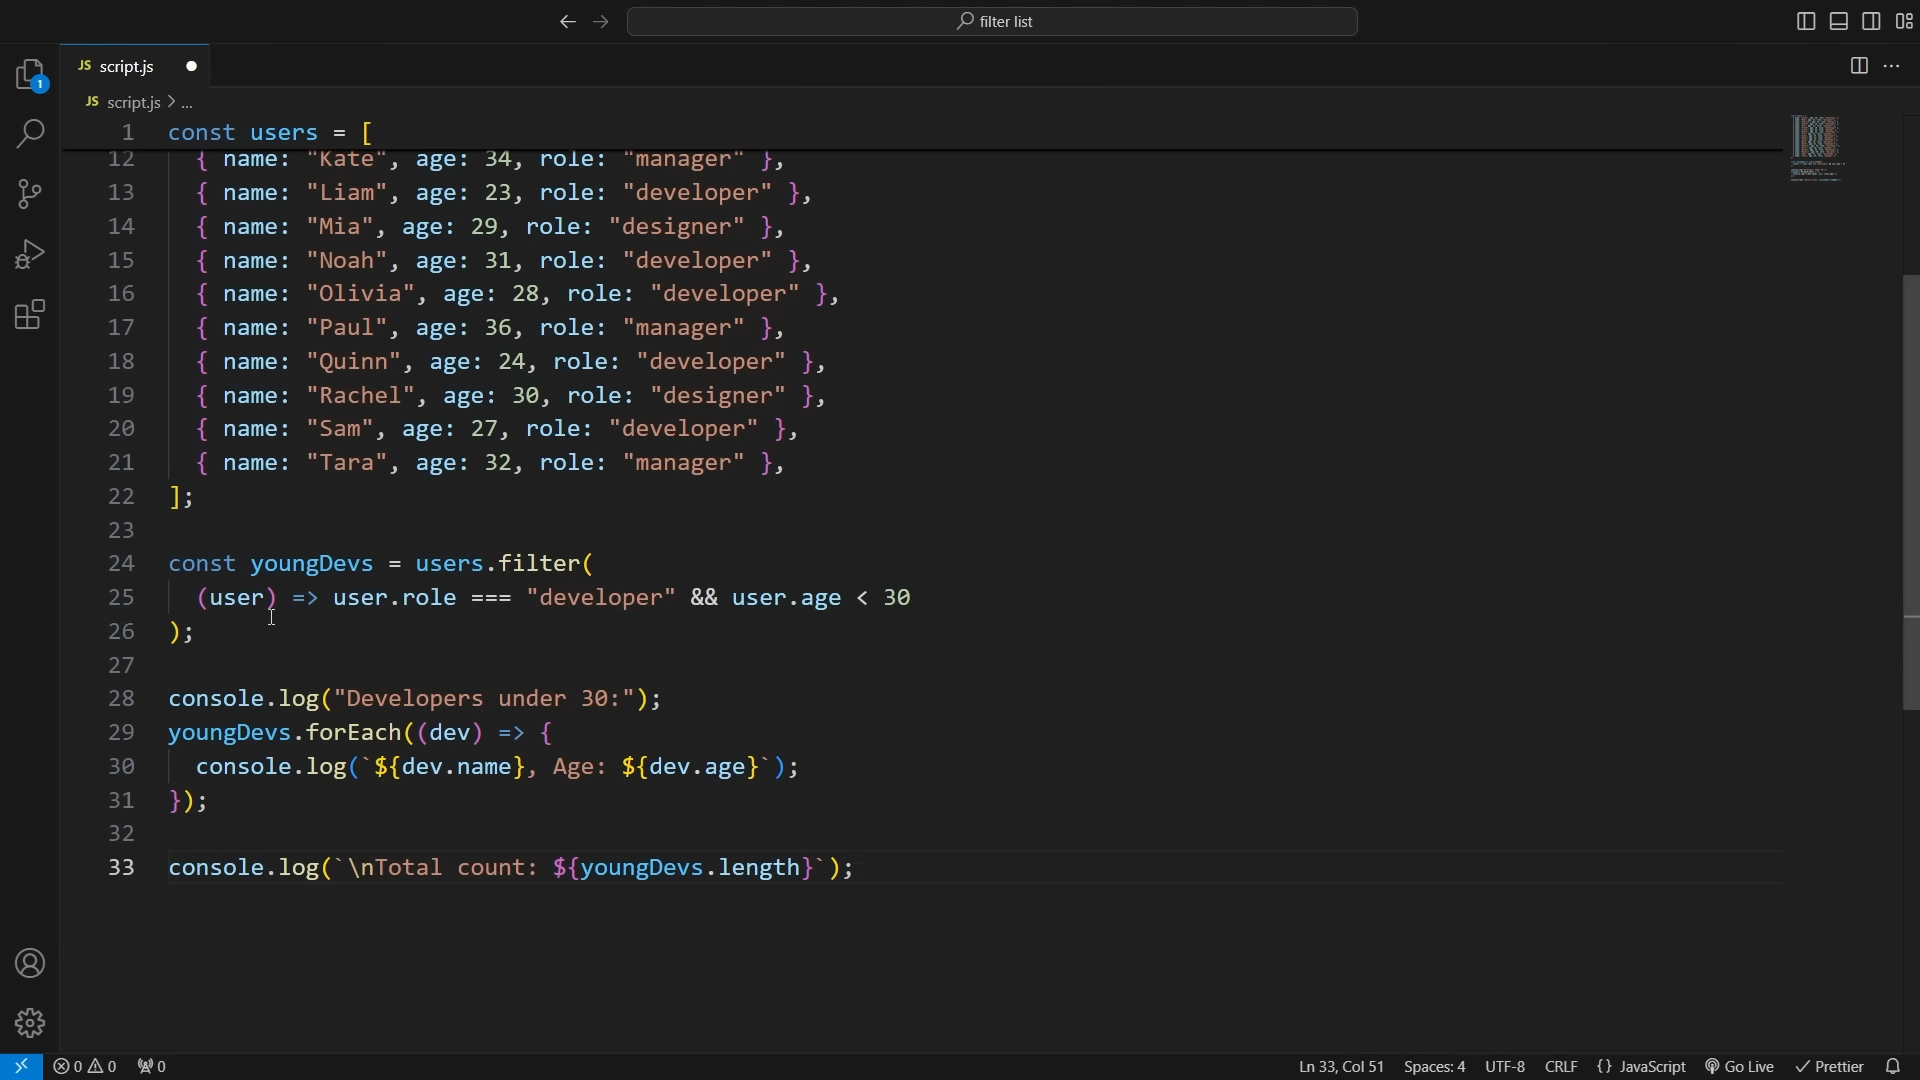 filter list
JS script.js
1
JS script.js > ...
1 const users = [
12 { name: "Kate", age: 34, role: "manager" },
13 { name: "Liam", age: 23, role: "developer" },
14 { name: "Mia", age: 29, role: "designer" },
15 { name: "Noah", age: 31, role: "developer" },
16 { name: "Olivia", age: 28, role: "developer" },
17 { name: "Paul", age: 36, role: "manager" },
18 { name: "Quinn", age: 24, role: "developer" },
19 { name: "Rachel", age: 30, role: "designer" },
20 { name: "Sam", age: 27, role: "developer" },
21 { name: "Tara", age: 32, role: "manager" },
22 ];
23
24 const youngDevs = users.filter(
25 (user) => user.role === "developer" && user.age < 30
26 );
27
28 console.log("Developers under 30:");
29 youngDevs.forEach((dev) => {
30 console.log(`${dev.name}, Age: ${dev.age}`);
31 });
32
33 console.log(`\nTotal count: ${youngDevs.length}`);
0 0 0 Ln 33, Col 51 Spaces: 4 UTF-8 CRLF {} JavaScript Go Live Prettier